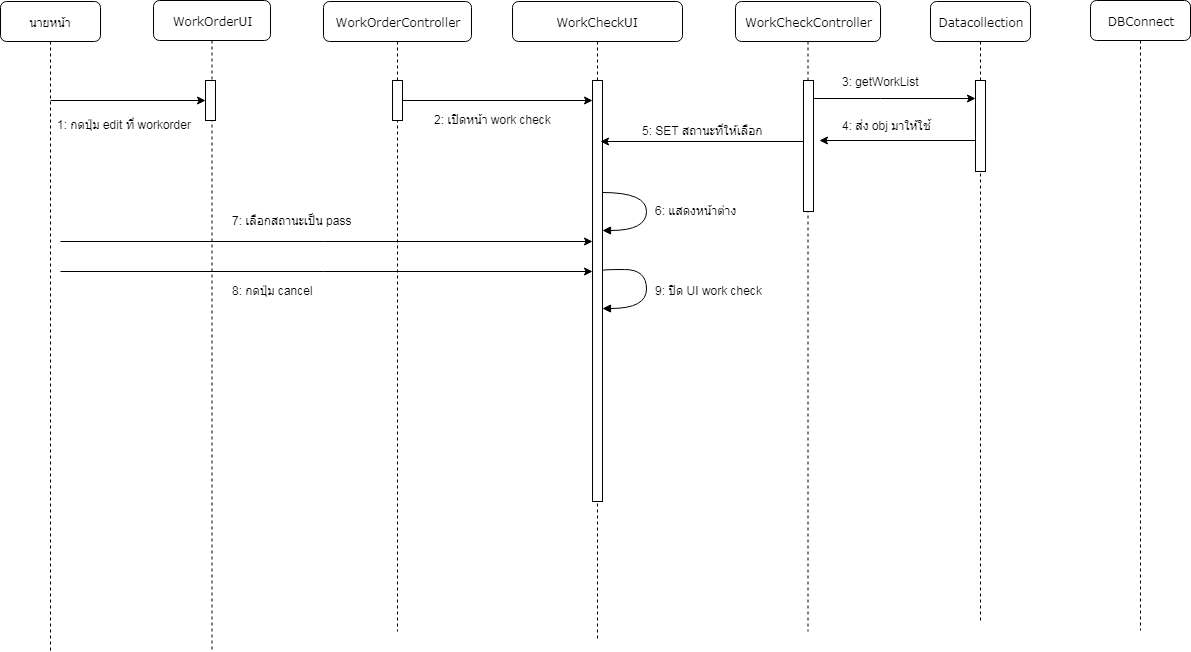 นายหน้า
WorkOrderUI
WorkOrderController
WorkCheckUI
WorkCheckController
Datacollection
DBConnect
3: getWorkList
1: กดปุ่ม edit ที่ workorder
2: เปิดหน้า work check
5: SET สถานะที่ให้เลือก
4: ส่ง obj มาให้ใช้
7: เลือกสถานะเป็น pass
6: แสดงหน้าต่าง
8: กดปุ่ม cancel
9: ปิด UI work check